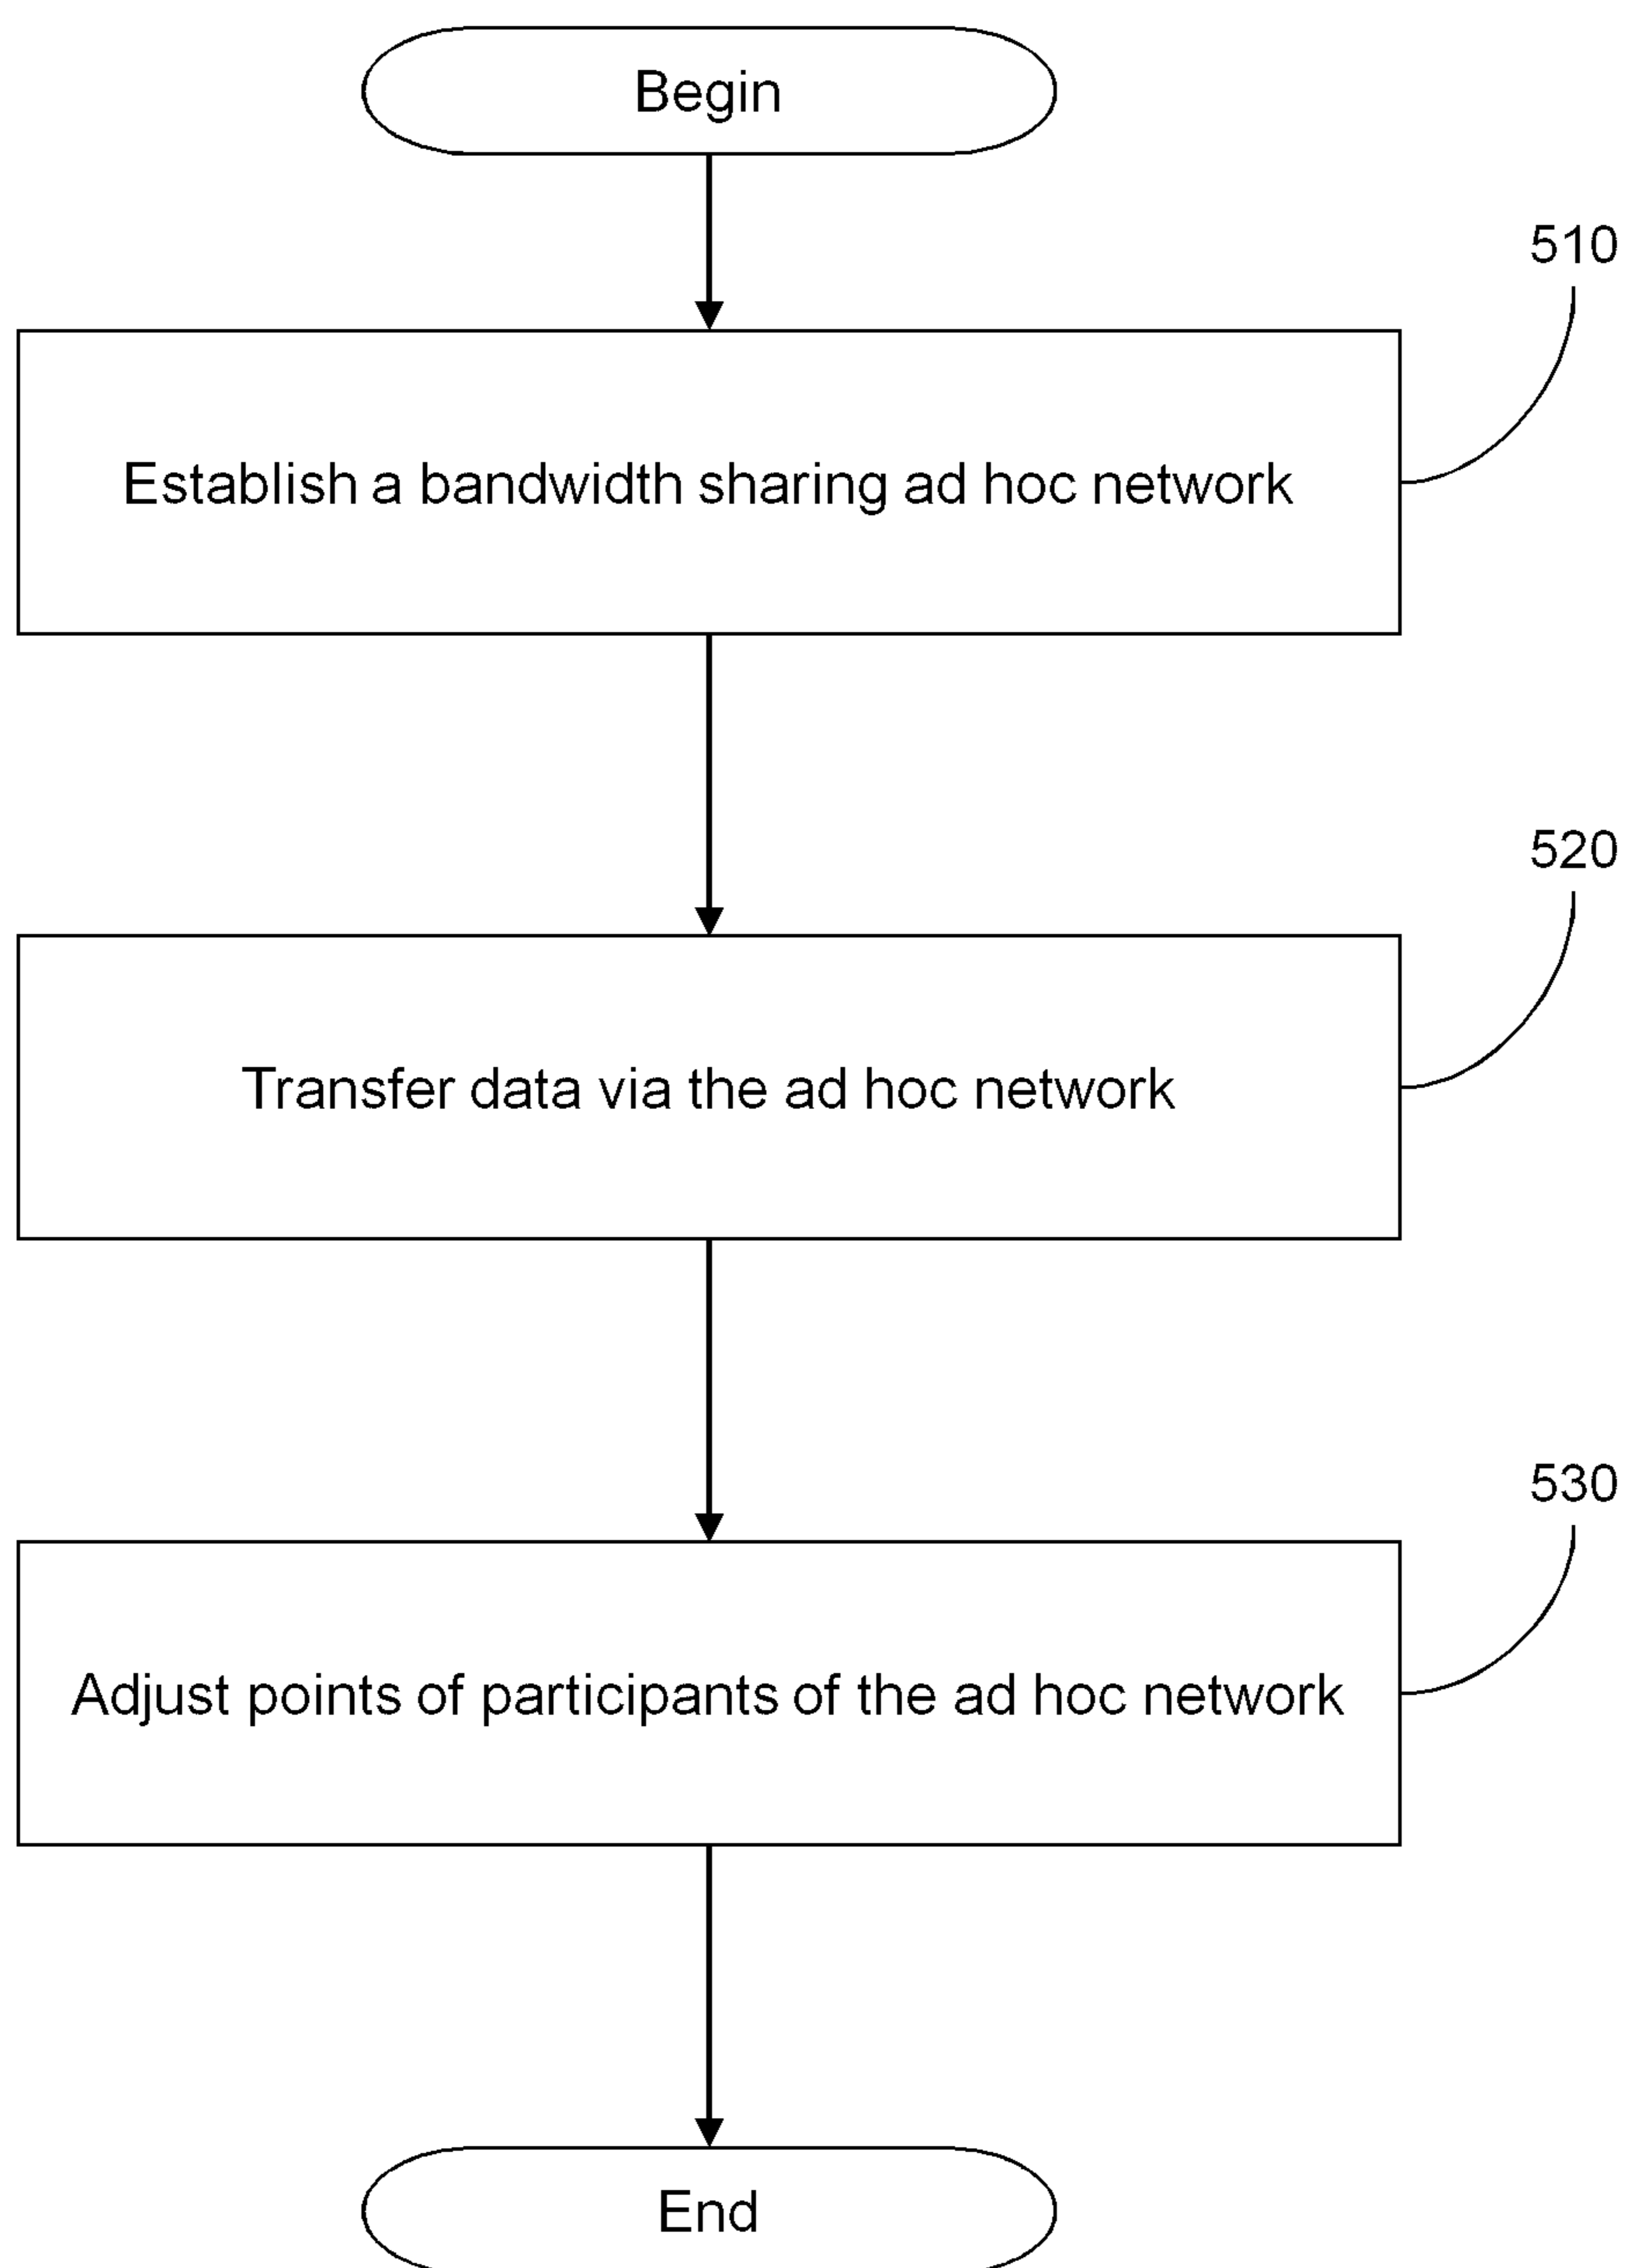 Begin
510
Establish a bandwidth sharing ad hoc network
520
Transfer data via the ad hoc network
530
Adjust points of participants of the ad hoc network
End